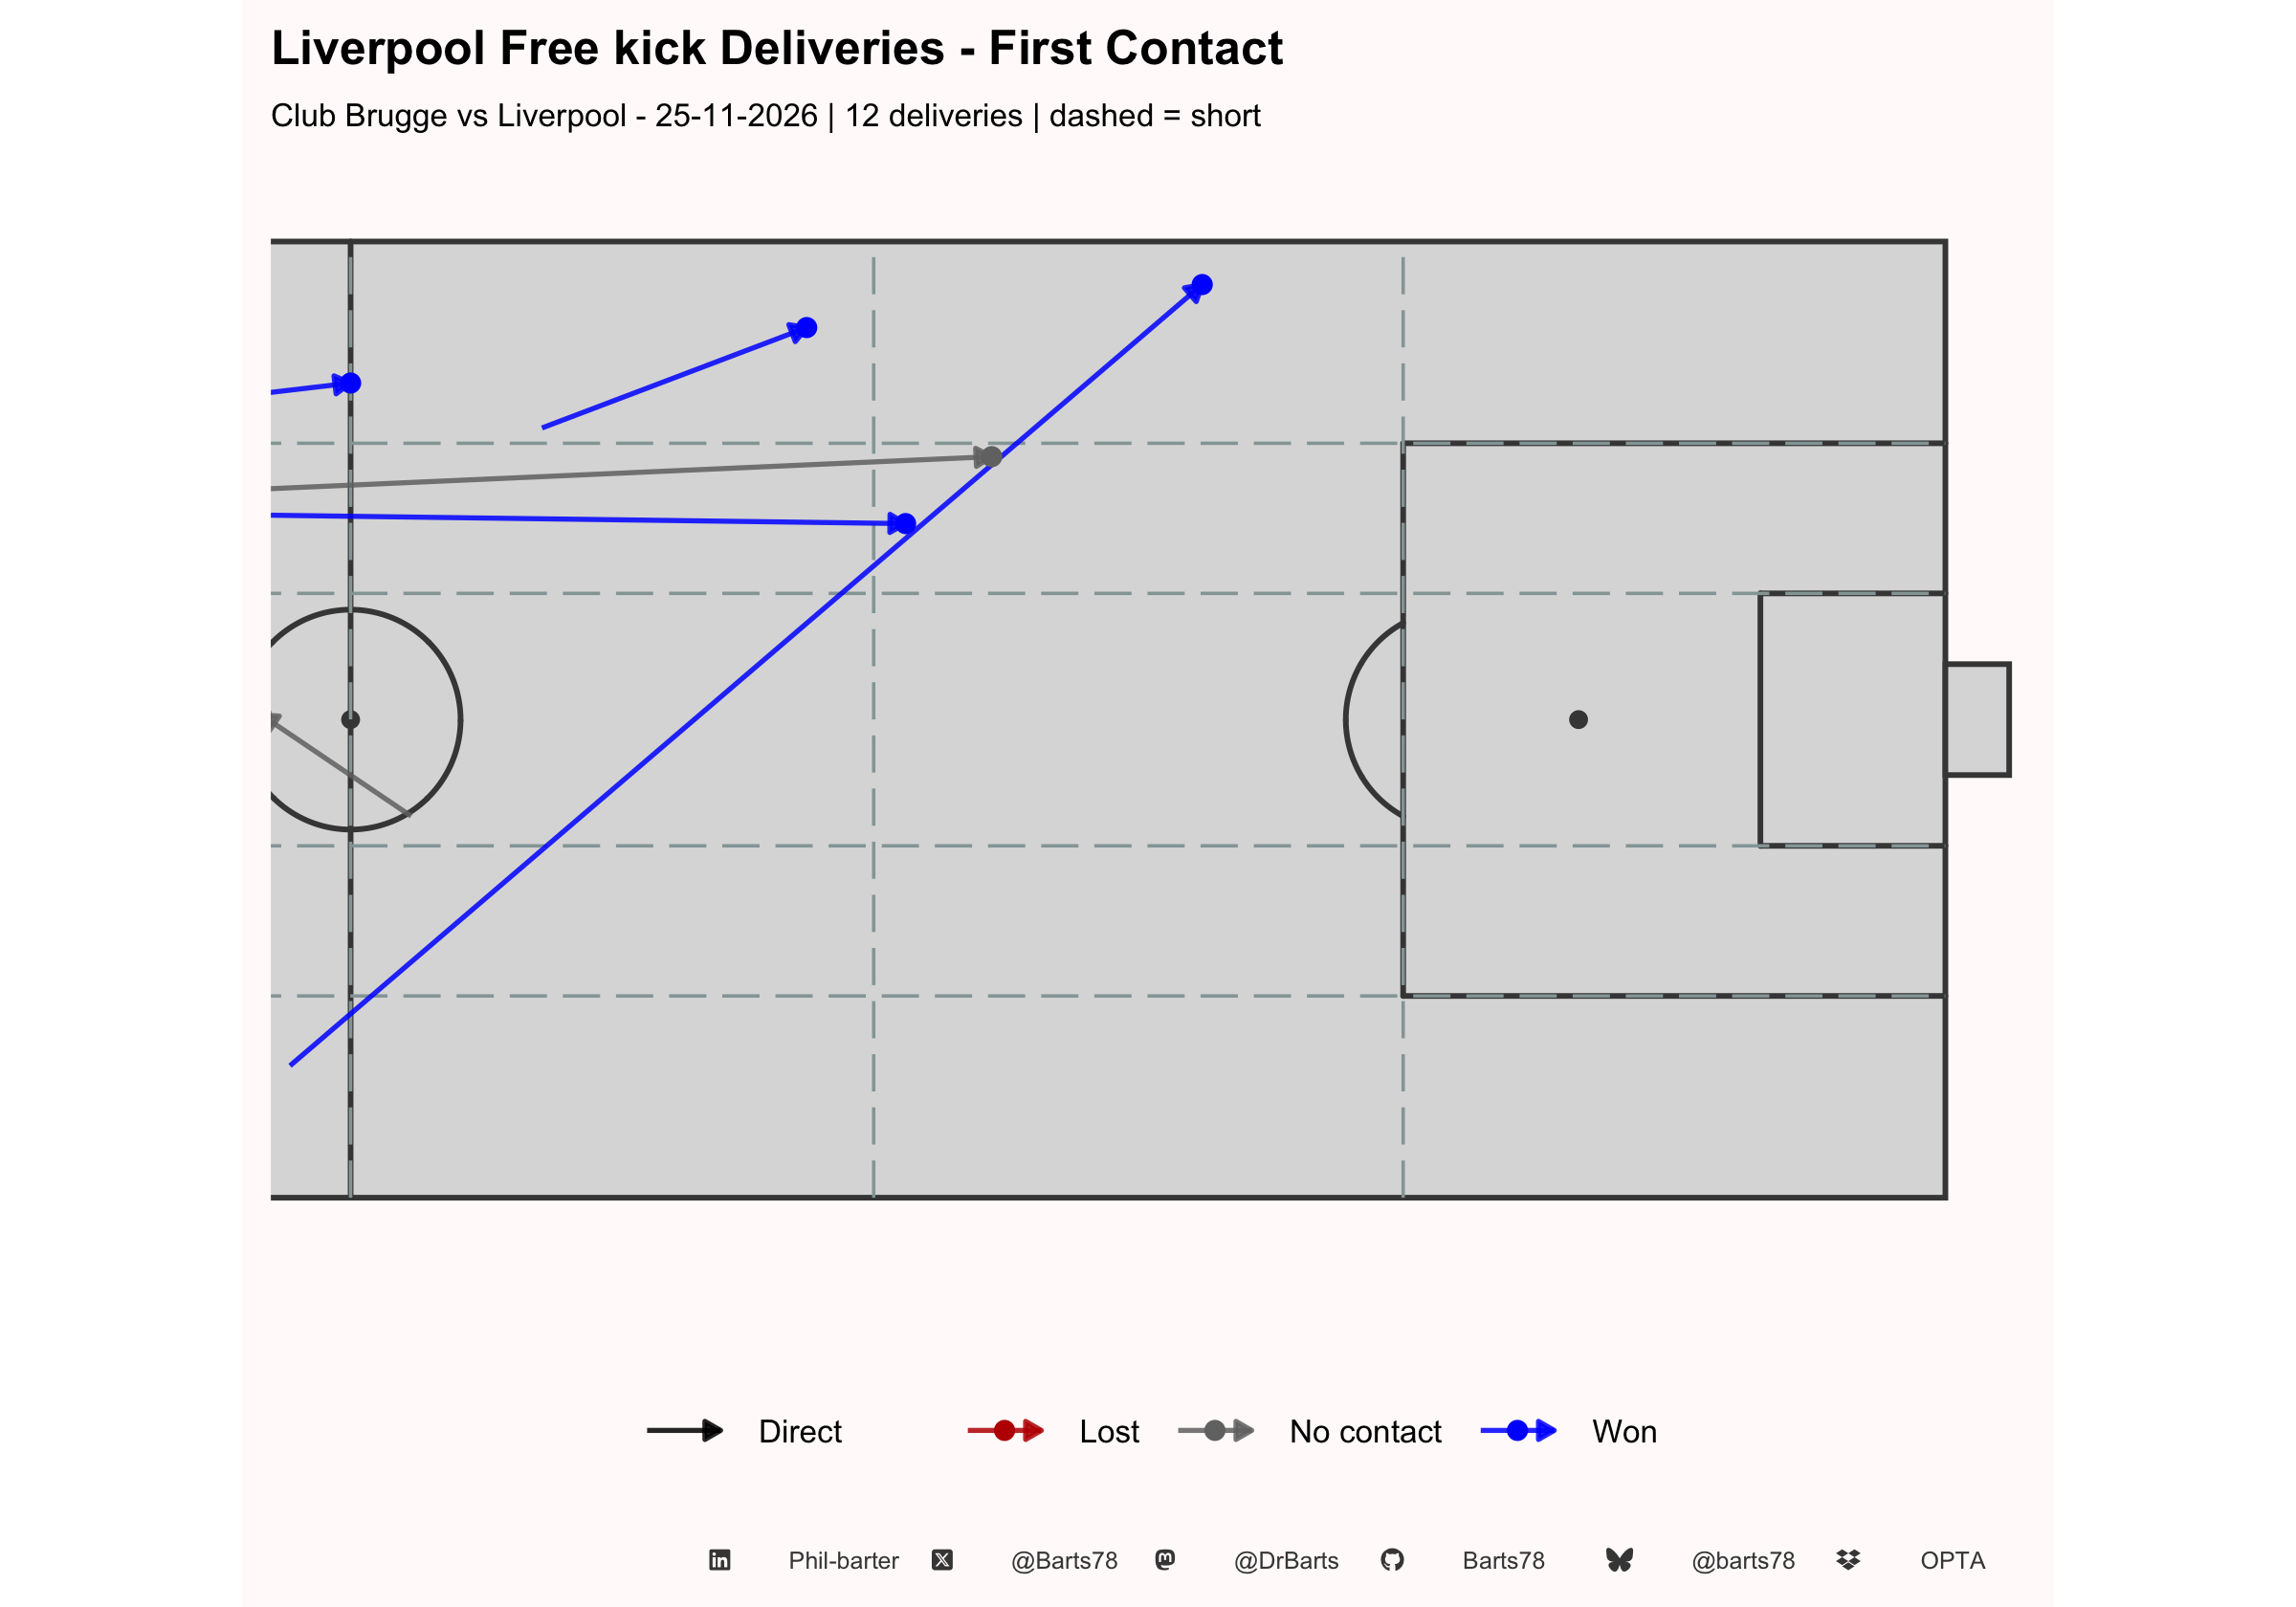 Liverpool Free kick Deliveries - First Contact
Club Brugge vs Liverpool - 25-11-2026 | 12 deliveries | dashed = short
Direct Lost No contact Won
Phil-barter @Barts78 @DrBarts Barts78 @barts78 OPTA